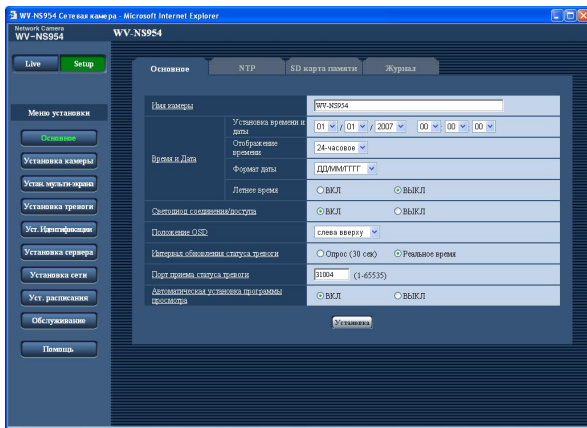 WV-NS954 Сетевая камера - Microsoft Internet Explorer
Network Camera
WV-NS954
WV-NS954
Live
Setup
Основное
NTP
SD карта памяти
Журнал
Меню установки
Основное
Установка камеры
Устан. мульти-экрана
Установка тревоги
Уст. Идентификации
Установка сервера
Установка сети
Уст. расписания
Обслуживание
Помощь
Имя камеры
WV-NS954
Время и Дата
Установка времени и даты
01 / 01 / 2007 00 : 00 : 00
Отображение времени
24-часовое
Формат даты
ДД/ММ/ГГГГ
Летнее время
ВКЛ
ВЫКЛ
Светодиод соединения/доступа
ВКЛ
ВЫКЛ
Положение OSD
слева вверху
Интервал обновления статуса тревоги
Опрос (30 сек)
Реальное время
Порт приема статуса тревоги
31004 (1-65535)
Автоматическая установка программы просмотра
ВКЛ
ВЫКЛ
Установка